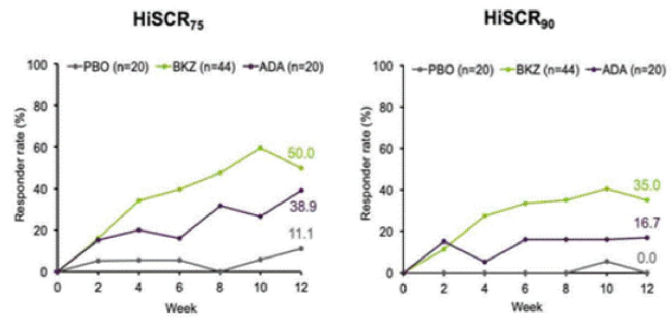 HiSCR75
PBO (n=20) BKZ (n=44) ADA (n=20)
Responder rate (%)
100
80
60
40
20
0
50.0
38.9
11.1
0 2 4 6 8 10 12
Week
HiSCR90
PBO (n=20) BKZ (n=44) ADA (n=20)
Responder rate (%)
100
80
60
40
20
0
35.0
16.7
0.0
0 2 4 6 8 10 12
Week